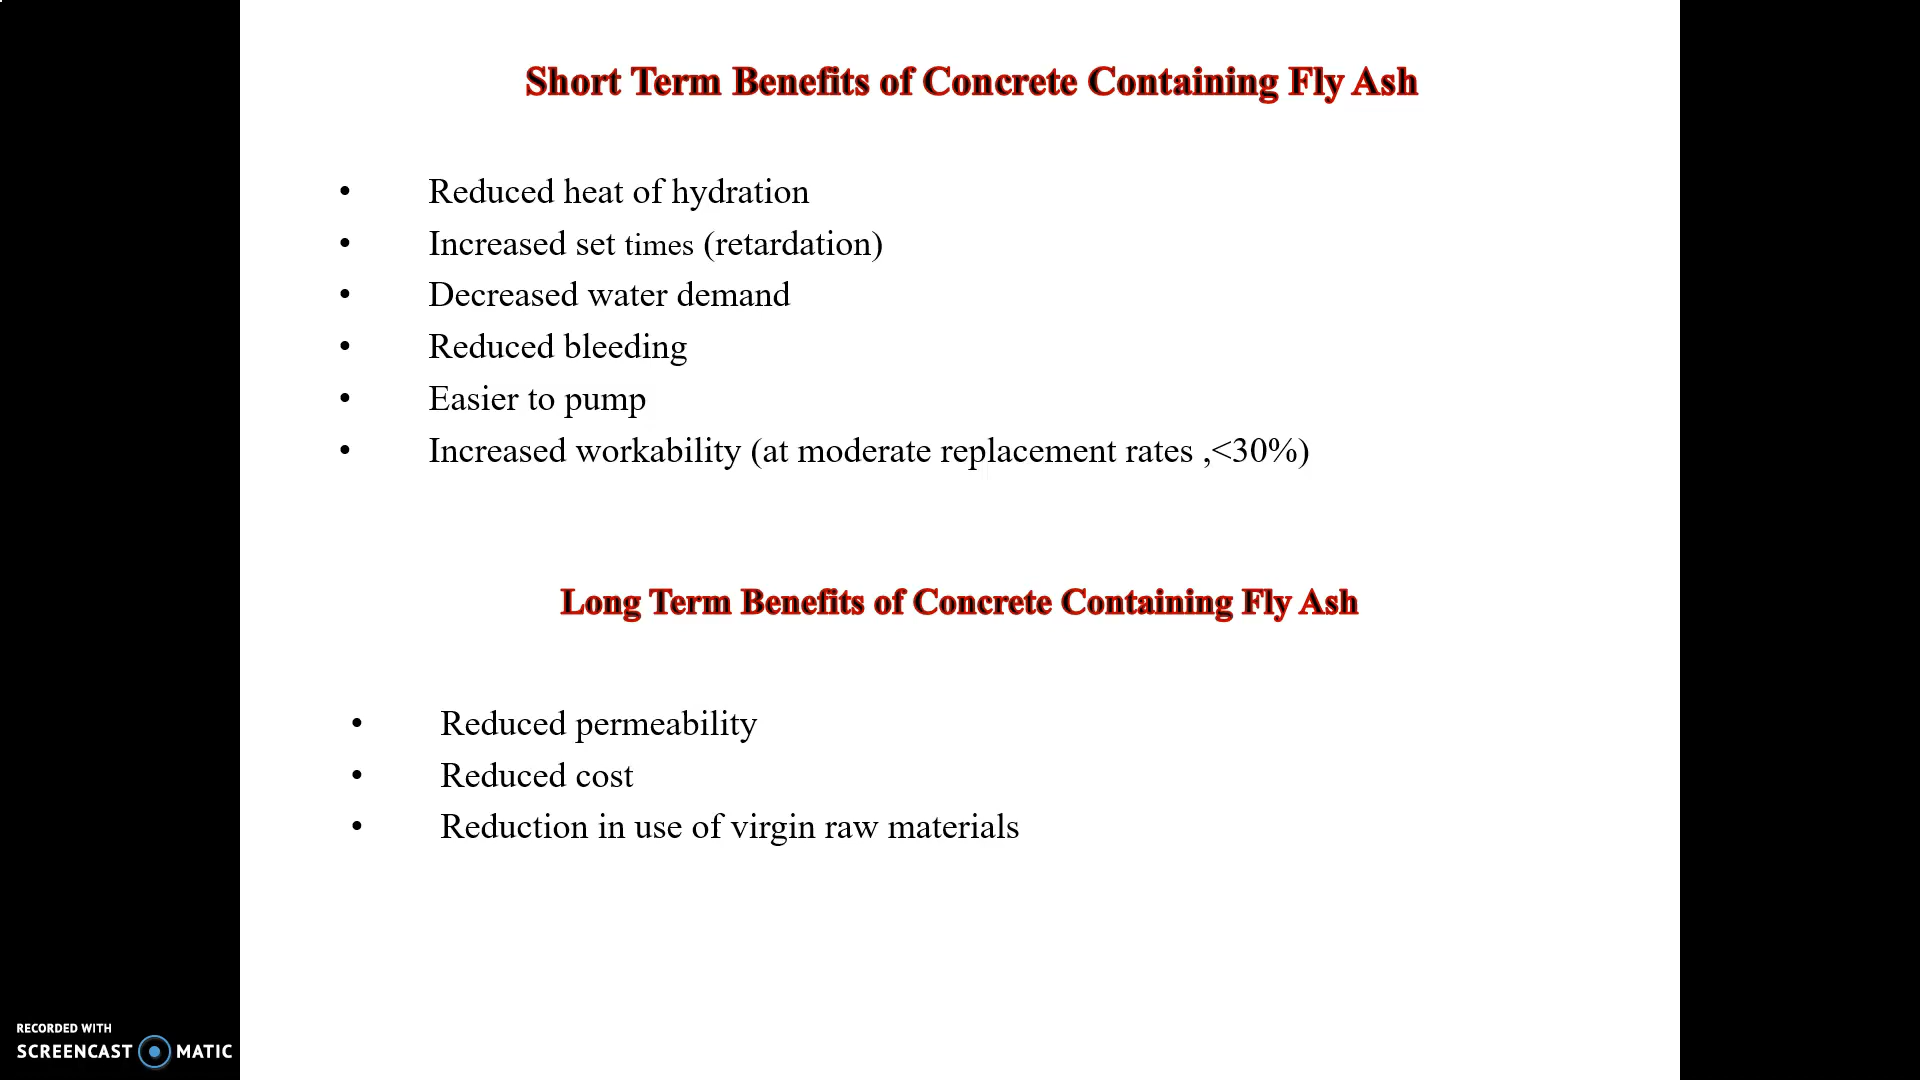 Short Term Benefits of Concrete Containing Fly Ash
• Reduced heat of hydration
• Increased set times (retardation)
• Decreased water demand
• Reduced bleeding
• Easier to pump
• Increased workability (at moderate replacement rates ,<30%)
Long Term Benefits of Concrete Containing Fly Ash
• Reduced permeability
• Reduced cost
• Reduction in use of virgin raw materials
RECORDED WITH
SCREENCAST MATIC